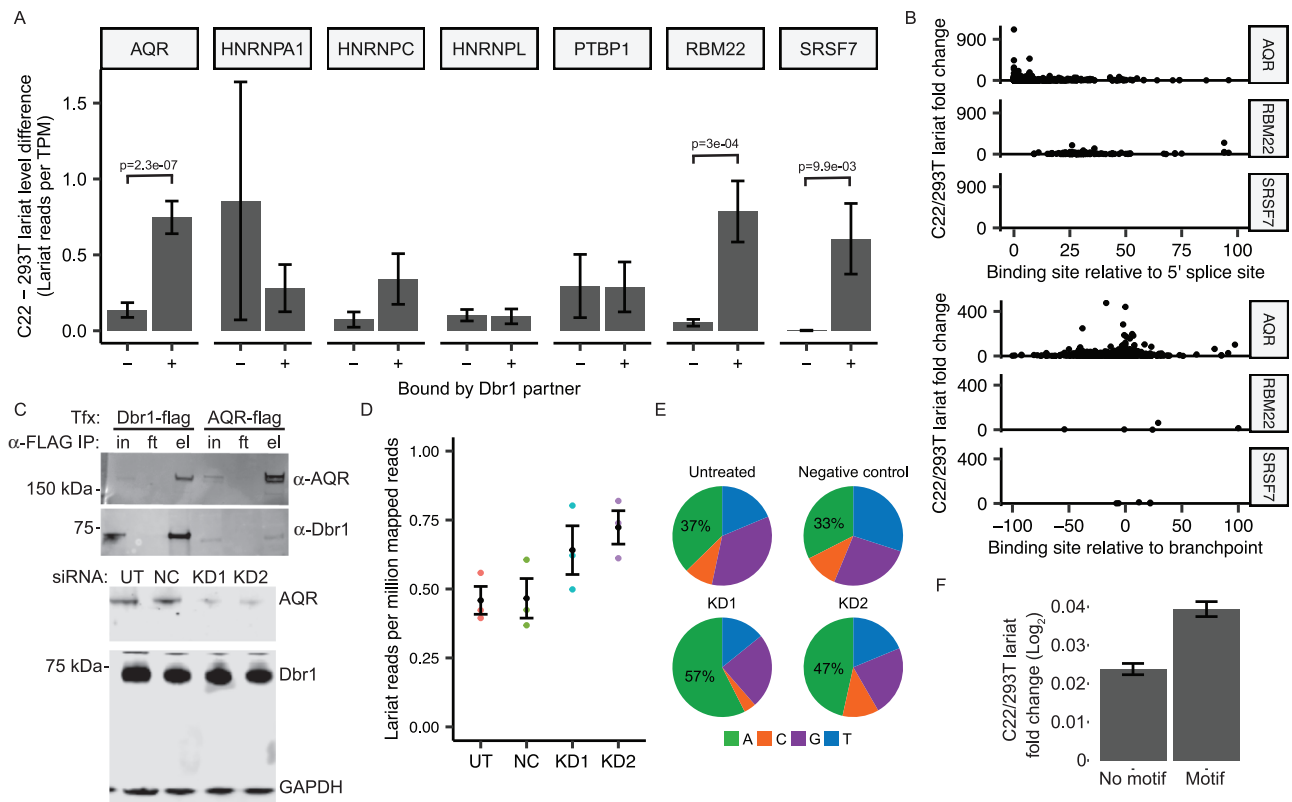 A
AQR
HNRNPA1
HNRNPC
HNRNPL
PTBP1
RBM22
SRSF7
C22 − 293T lariat level difference
(Lariat reads per TPM)
1.5
1.0
0.5
0.0
p=2.3e-07
p=3e-04
p=9.9e-03
− + − + − + − + − + − + − +
Bound by Dbr1 partner
B
C22/293T lariat fold change
900
0
900
0
900
0
AQR
RBM22
SRSF7
0 25 50 75 100
Binding site relative to 5' splice site
C22/293T lariat fold change
400
0
400
0
400
0
AQR
RBM22
SRSF7
-100 −50 0 50 100
Binding site relative to branchpoint
C
Tfx: Dbr1-flag AQR-flag
α-FLAG IP: in ft el in ft el
150 kDa
α-AQR
75
α-Dbr1
siRNA: UT NC KD1 KD2
AQR
75 kDa
Dbr1
GAPDH
D
Lariat reads per million mapped reads
1.00
0.75
0.50
0.25
0.00
UT NC KD1 KD2
E
Untreated
Negative control
37%
33%
KD1
KD2
57%
47%
A C G T
F
C22/293T lariat
fold change (Log2)
0.04
0.03
0.02
0.01
0
No motif Motif